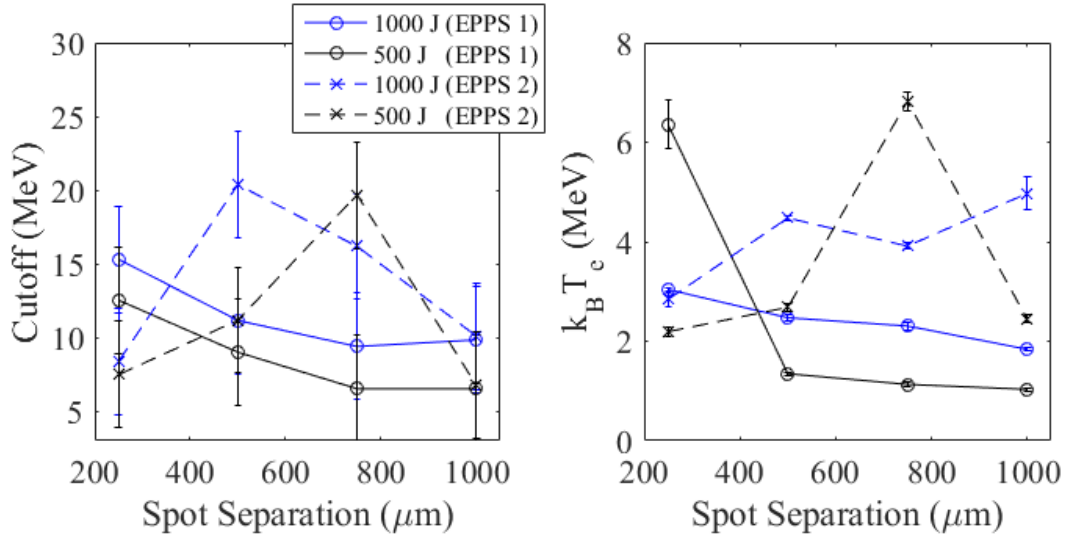 1000 J (EPPS 1)
500 J (EPPS 1)
1000 J (EPPS 2)
500 J (EPPS 2)
Cutoff (MeV)
30
25
20
15
10
5
200 400 600 800 1000
Spot Separation (μm)
k_B T_c (MeV)
8
6
4
2
0
200 400 600 800 1000
Spot Separation (μm)